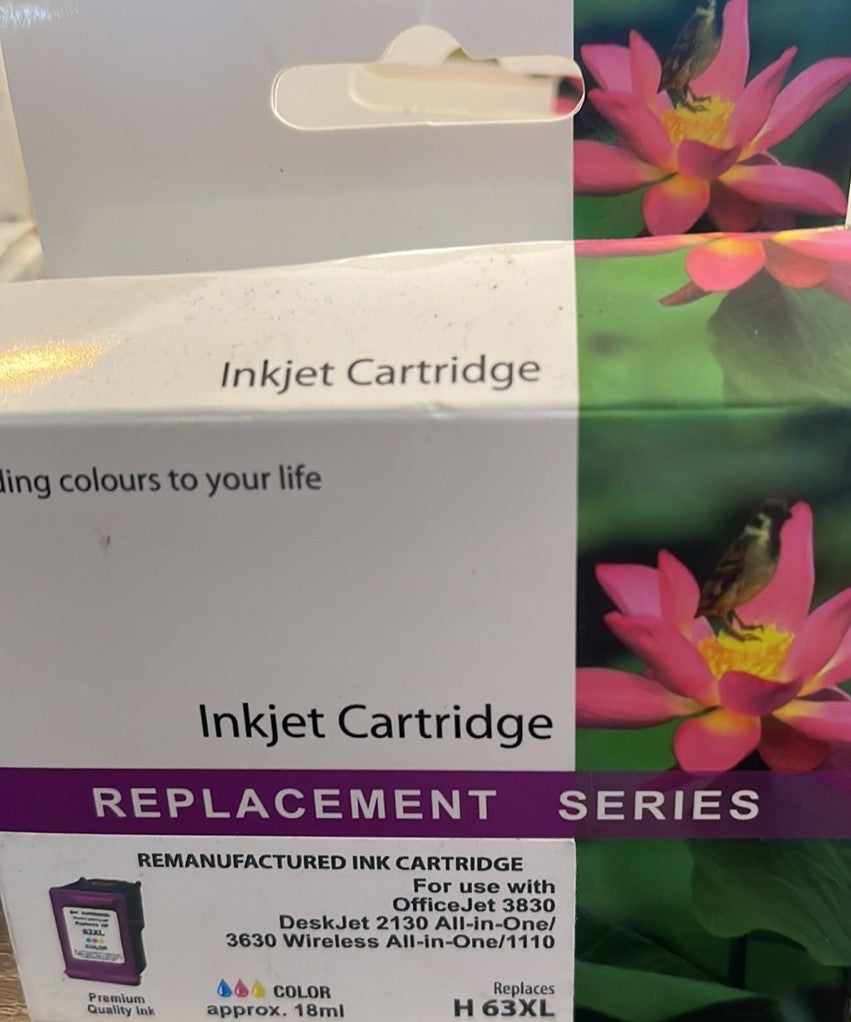 Inkjet Cartridge
colours to your life
Inkjet Cartridge
REPLACEMENT SERIES
REMANUFACTURED INK CARTRIDGE
For use with
OfficeJet 3830
DeskJet 2130 All-in-One/
3630 Wireless All-in-One/1110
63XL
COLOR
Premium
Quality Ink
COLOR
approx. 18ml
Replaces
H 63XL